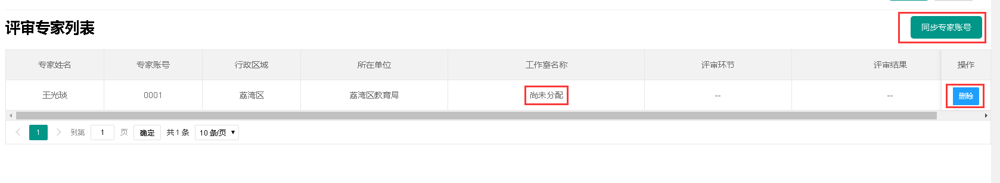 评审专家列表
同步专家账号
专家姓名 专家账号 行政区域 所在单位 工作室名称 评审环节 评审结果 操作
王光琰 0001 荔湾区 荔湾区教育局 尚未分配 -- -- 删除
1 到第 1 页 确定 共 1 条 10 条/页